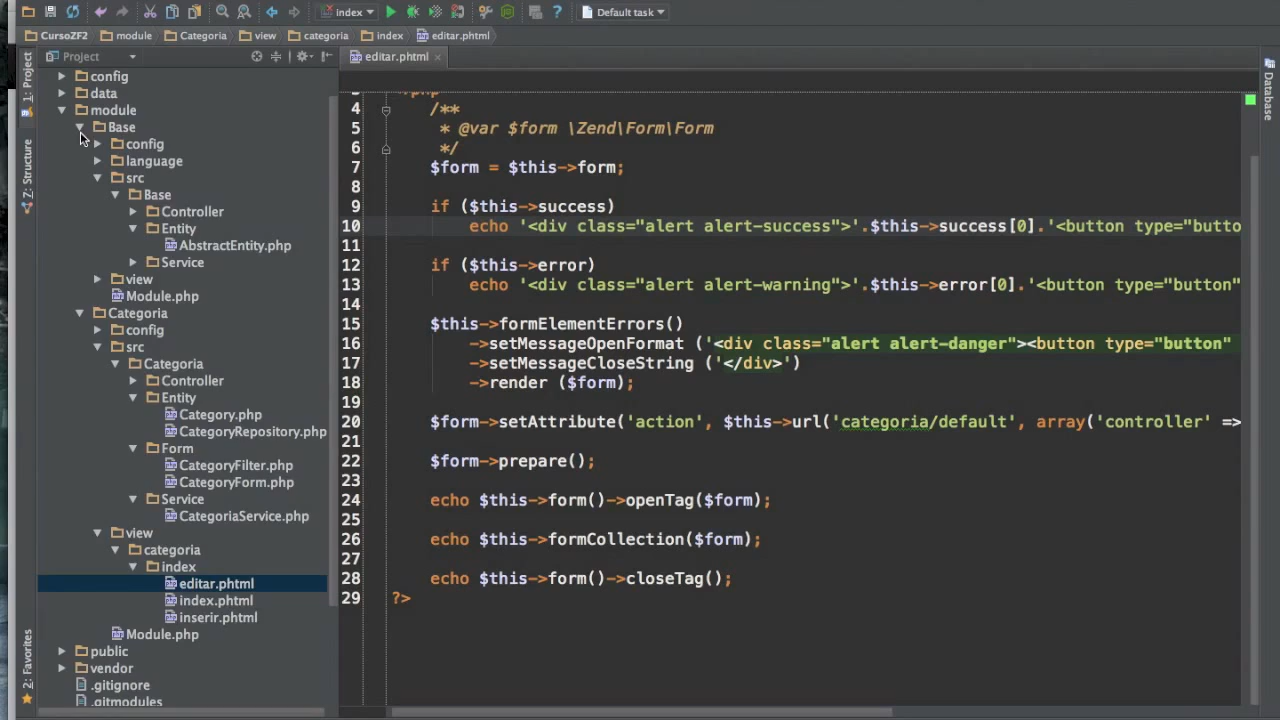 index
Default task
CursoZF2 module Categoria view categoria index editar.phtml
Project
editar.phtml
1: Project
Z: Structure
2: Favorites
Database
config
data
module
Base
config
language
src
Base
Controller
Entity
AbstractEntity.php
Service
view
Module.php
Categoria
config
src
Categoria
Controller
Entity
Category.php
CategoryRepository.php
Form
CategoryFilter.php
CategoryForm.php
Service
CategoriaService.php
view
categoria
index
editar.phtml
index.phtml
inserir.phtml
Module.php
public
vendor
.gitignore
.gitmodules
4 /**
5 * @var $form \Zend\Form\Form
6 */
7 $form = $this->form;
8
9 if ($this->success)
10 echo '<div class="alert alert-success">'.$this->success[0].'<button type="butto
11
12 if ($this->error)
13 echo '<div class="alert alert-warning">'.$this->error[0].'<button type="button"
14
15 $this->formElementErrors()
16 ->setMessageOpenFormat ('<div class="alert alert-danger"><button type="button"
17 ->setMessageCloseString ('</div>')
18 ->render ($form);
19
20 $form->setAttribute('action', $this->url('categoria/default', array('controller' =>
21
22 $form->prepare();
23
24 echo $this->form()->openTag($form);
25
26 echo $this->formCollection($form);
27
28 echo $this->form()->closeTag();
29 ?>